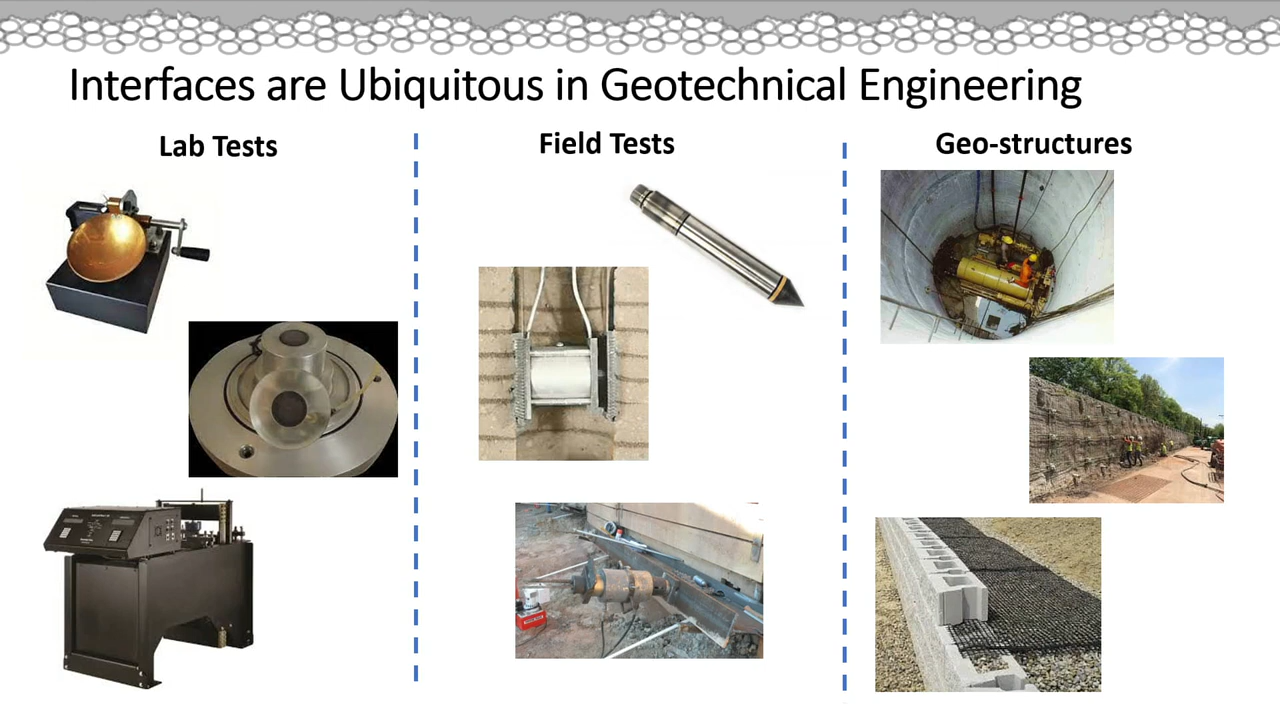 Interfaces are Ubiquitous in Geotechnical Engineering
Lab Tests
Field Tests
Geo-structures